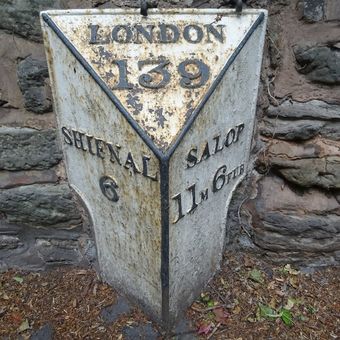 LONDON
139
SHIFNAL
6
SALOP
11M 6FUR